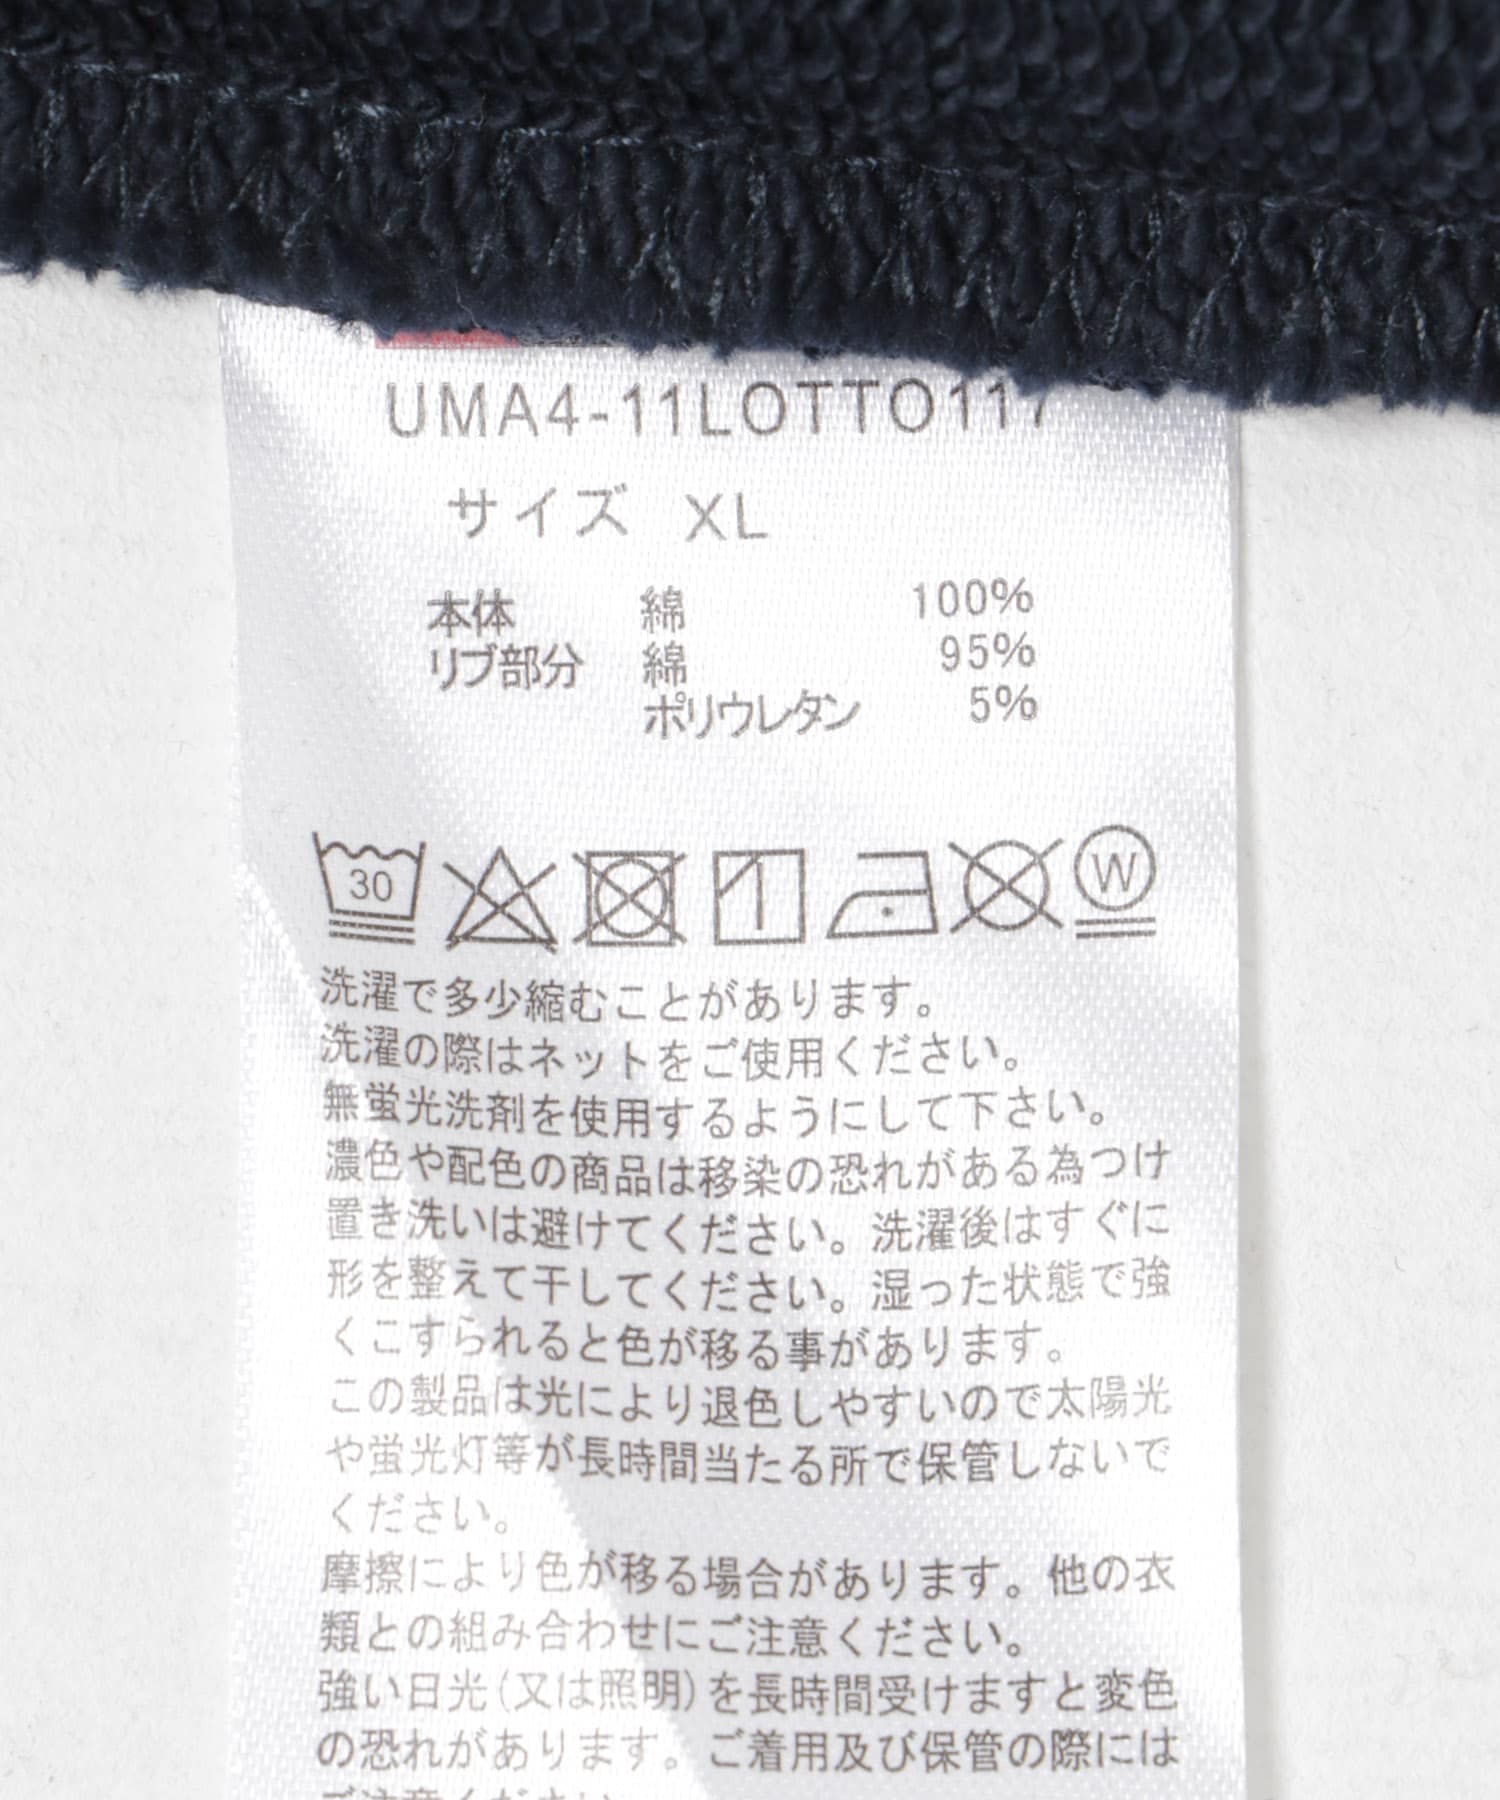 UMA4-11LOTTO117
サイズ XL
本体 綿 100%
リブ部分 綿 95%
ポリウレタン 5%
30 W
洗濯で多少縮むことがあります。
洗濯の際はネットをご使用ください。
無蛍光洗剤を使用するようにして下さい。
濃色や配色の商品は移染の恐れがある為つけ
置き洗いは避けてください。洗濯後はすぐに
形を整えて干してください。湿った状態で強
くこすられると色が移る事があります。
この製品は光により退色しやすいので太陽光
や蛍光灯等が長時間当たる所で保管しないで
ください。
摩擦により色が移る場合があります。他の衣
類との組み合わせにご注意ください。
強い日光(又は照明)を長時間受けますと変色
の恐れがあります。ご着用及び保管の際には